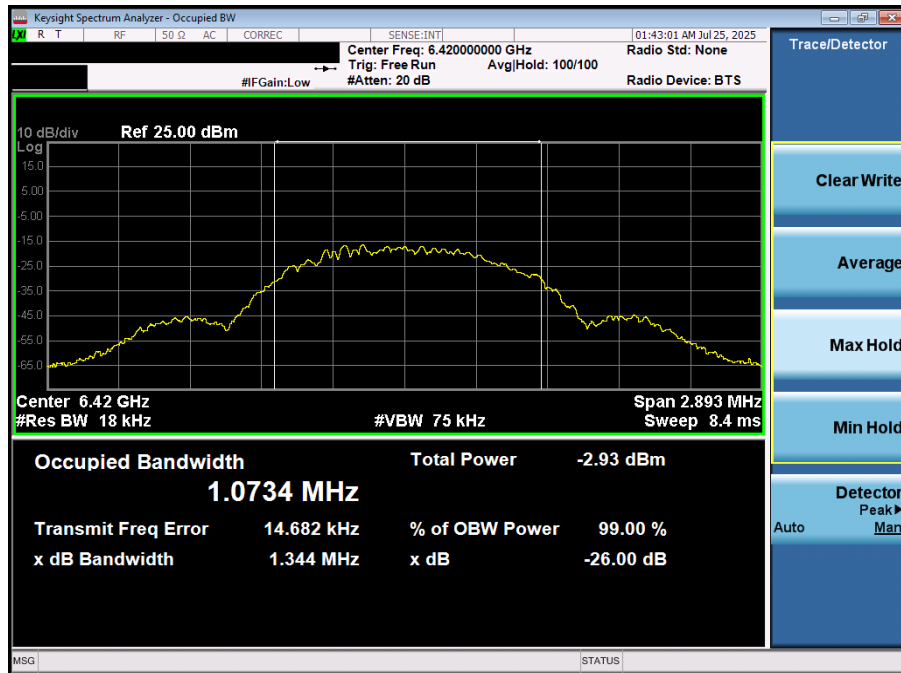 Keysight Spectrum Analyzer - Occupied BW
LXI R T RF 50 Ω AC CORREC SENSE:INT 01:43:01 AM Jul 25, 2025
Center Freq: 6.420000000 GHz Radio Std: None
Trig: Free Run Avg|Hold: 100/100
#IFGain:Low #Atten: 20 dB Radio Device: BTS
10 dB/div Ref 25.00 dBm
Log
15.0
5.00
-5.00
-15.0
-25.0
-35.0
-45.0
-55.0
-65.0
Center 6.42 GHz Span 2.893 MHz
#Res BW 18 kHz #VBW 75 kHz Sweep 8.4 ms
Occupied Bandwidth Total Power -2.93 dBm
1.0734 MHz
Transmit Freq Error 14.682 kHz % of OBW Power 99.00 %
x dB Bandwidth 1.344 MHz x dB -26.00 dB
MSG STATUS
Trace/Detector
Clear Write
Average
Max Hold
Min Hold
Detector
Peak▶
Auto Man